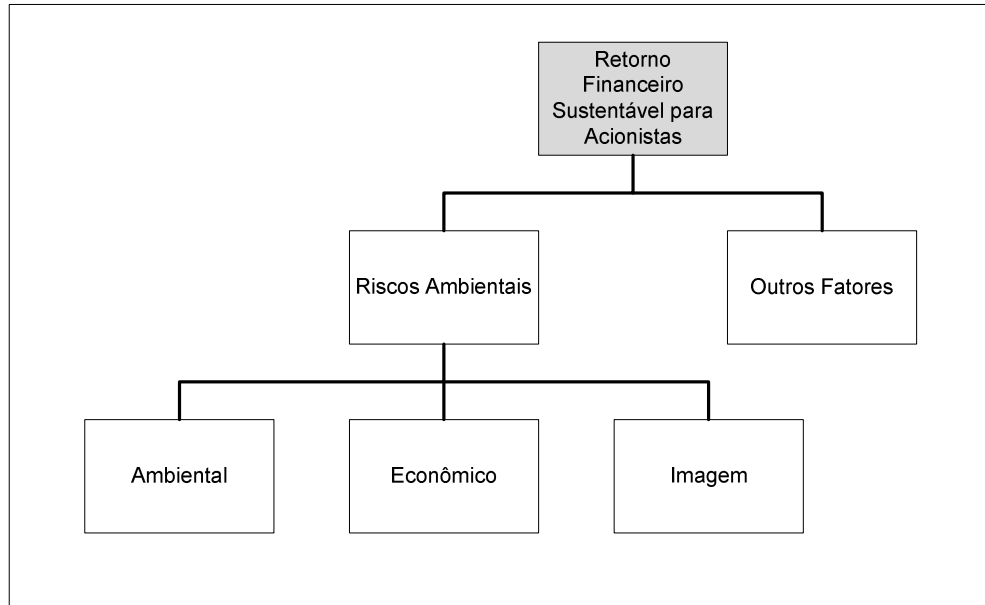 Retorno
Financeiro
Sustentável para
Acionistas
Riscos Ambientais
Outros Fatores
Ambiental
Econômico
Imagem